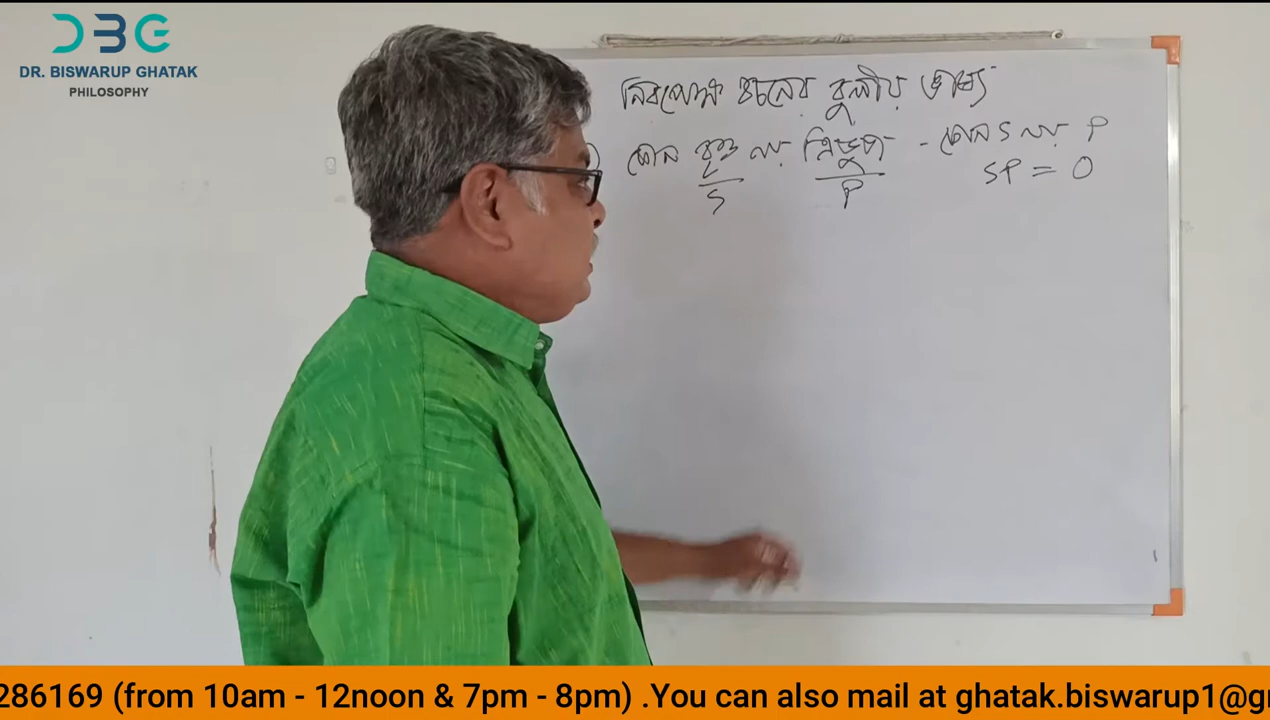 DBG
DR. BISWARUP GHATAK
PHILOSOPHY
নিরপেক্ষ বচনের বুলীয় ভাষ্য
কোন বৃত্ত নয় ত্রিভুজ - কোন S নয় P
S P SP = 0
286169 (from 10am - 12noon & 7pm - 8pm) .You can also mail at ghatak.biswarup1@g